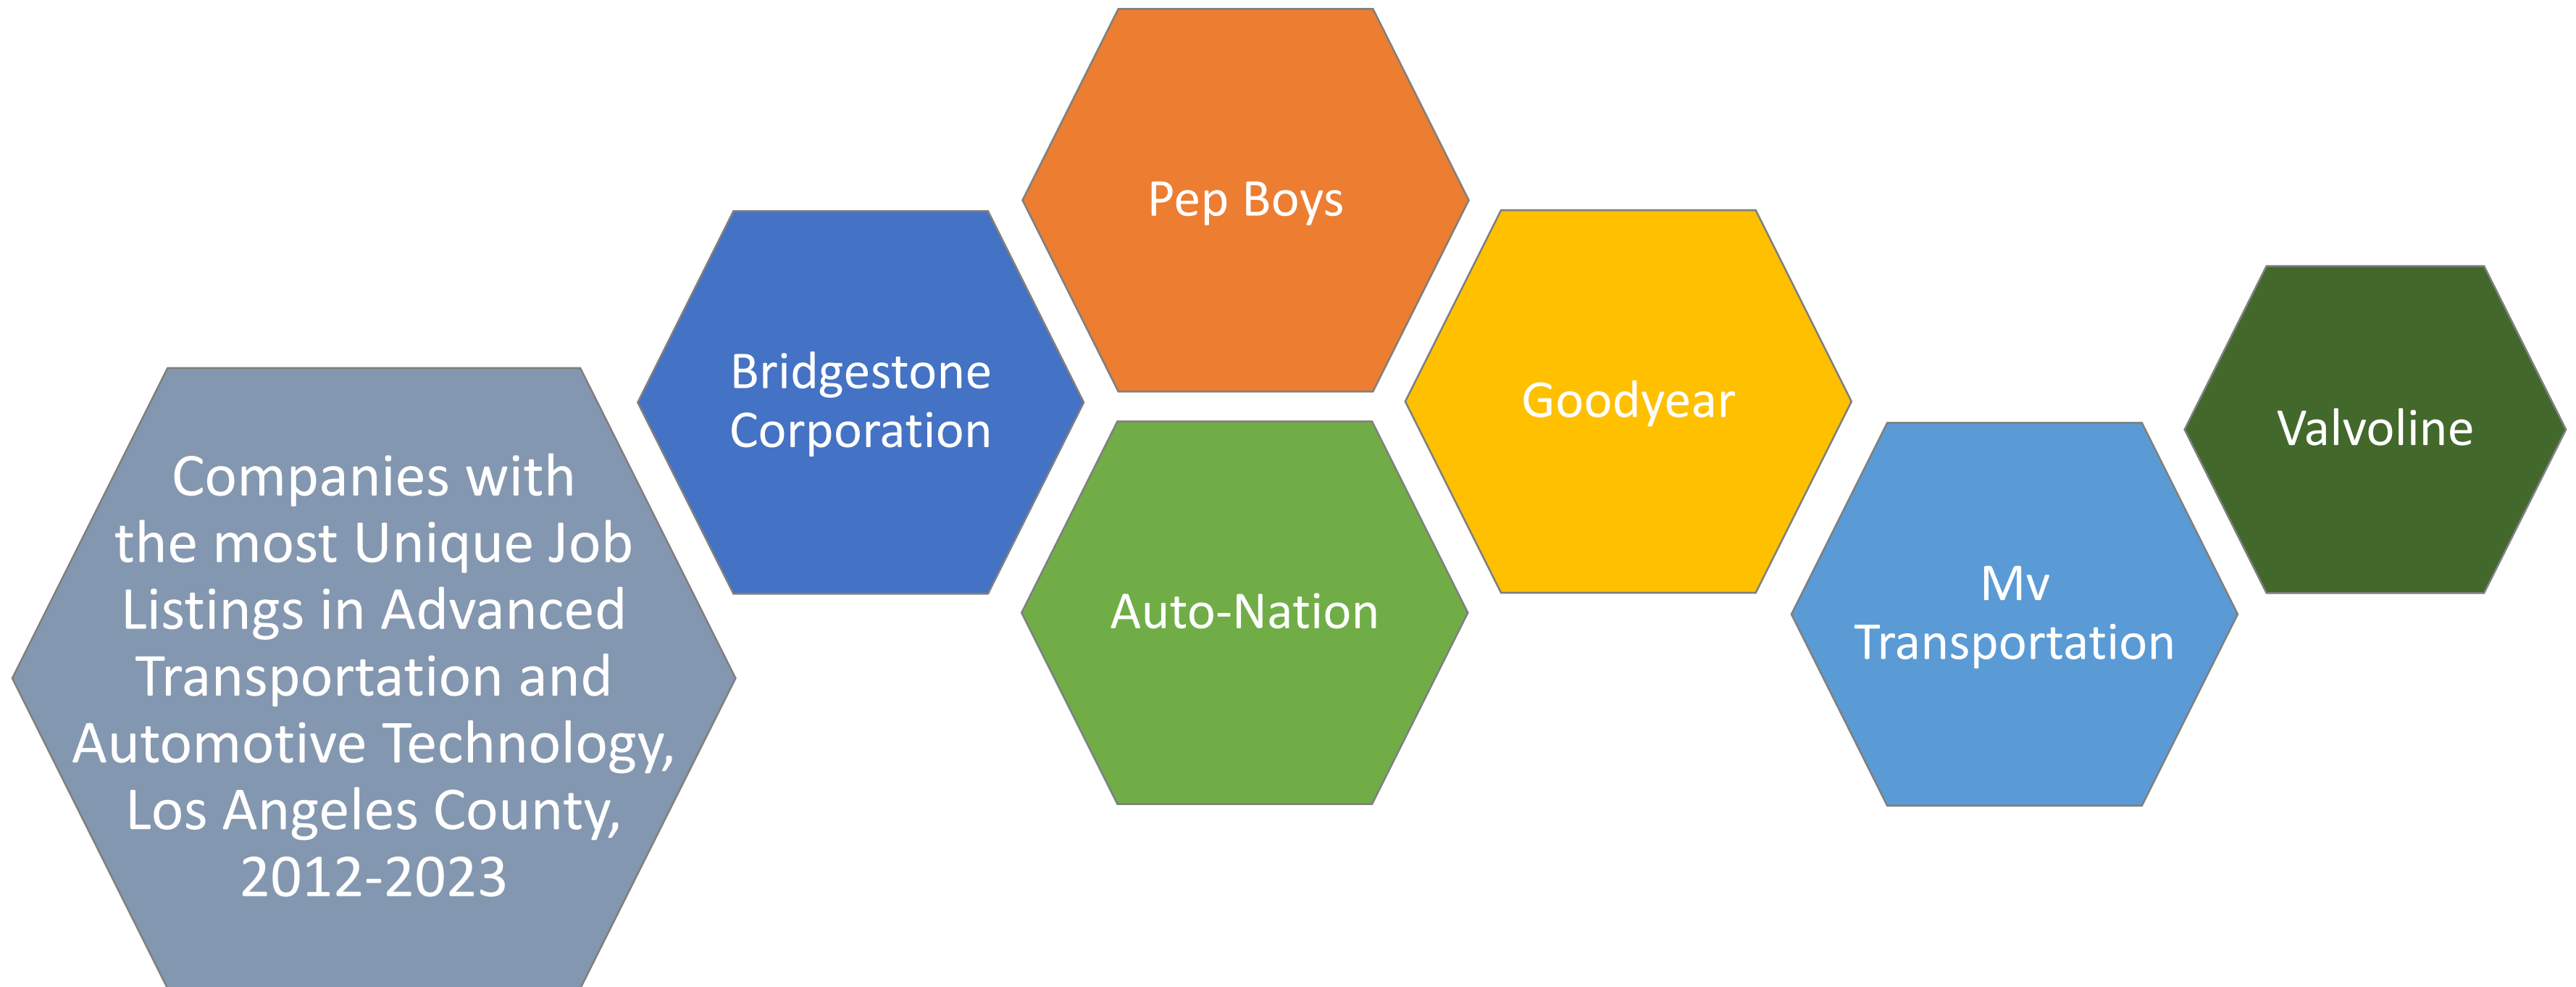 Companies with
the most Unique Job
Listings in Advanced
Transportation and
Automotive Technology,
Los Angeles County,
2012-2023
Bridgestone
Corporation
Pep Boys
Auto-Nation
Goodyear
Mv
Transportation
Valvoline